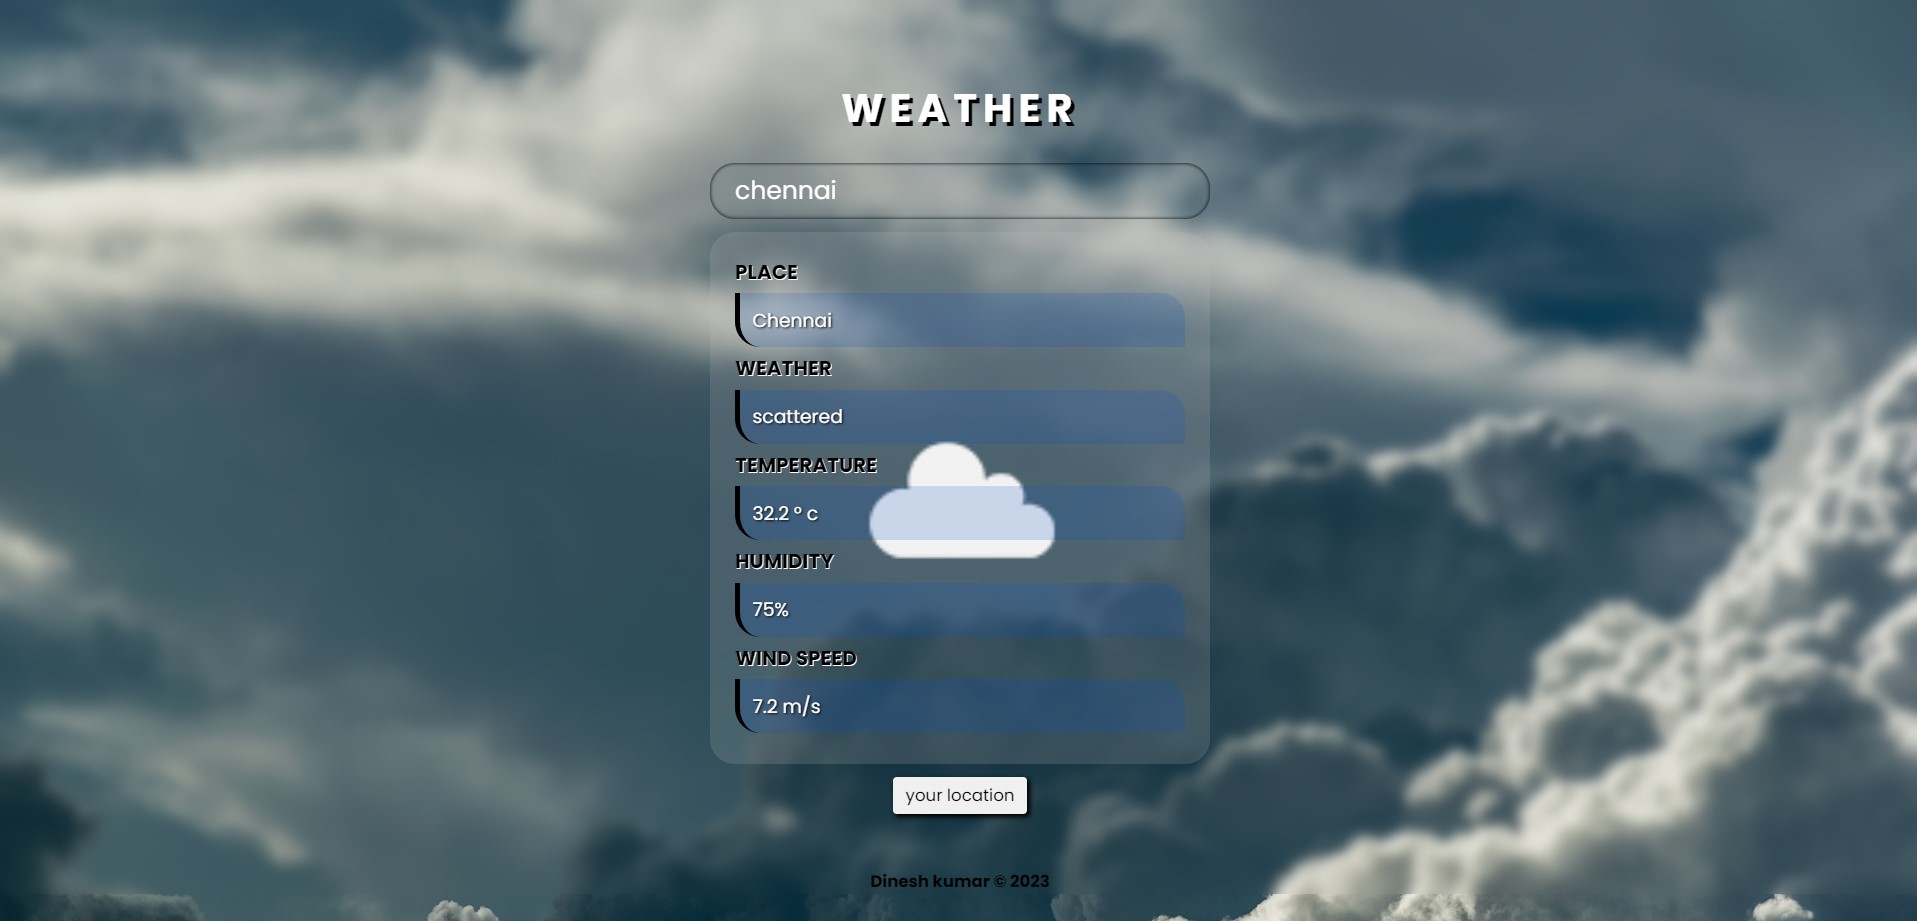 WEATHER
chennai
PLACE
Chennai
WEATHER
scattered
TEMPERATURE
32.2 ° c
HUMIDITY
75%
WIND SPEED
7.2 m/s
your location
Dinesh kumar © 2023